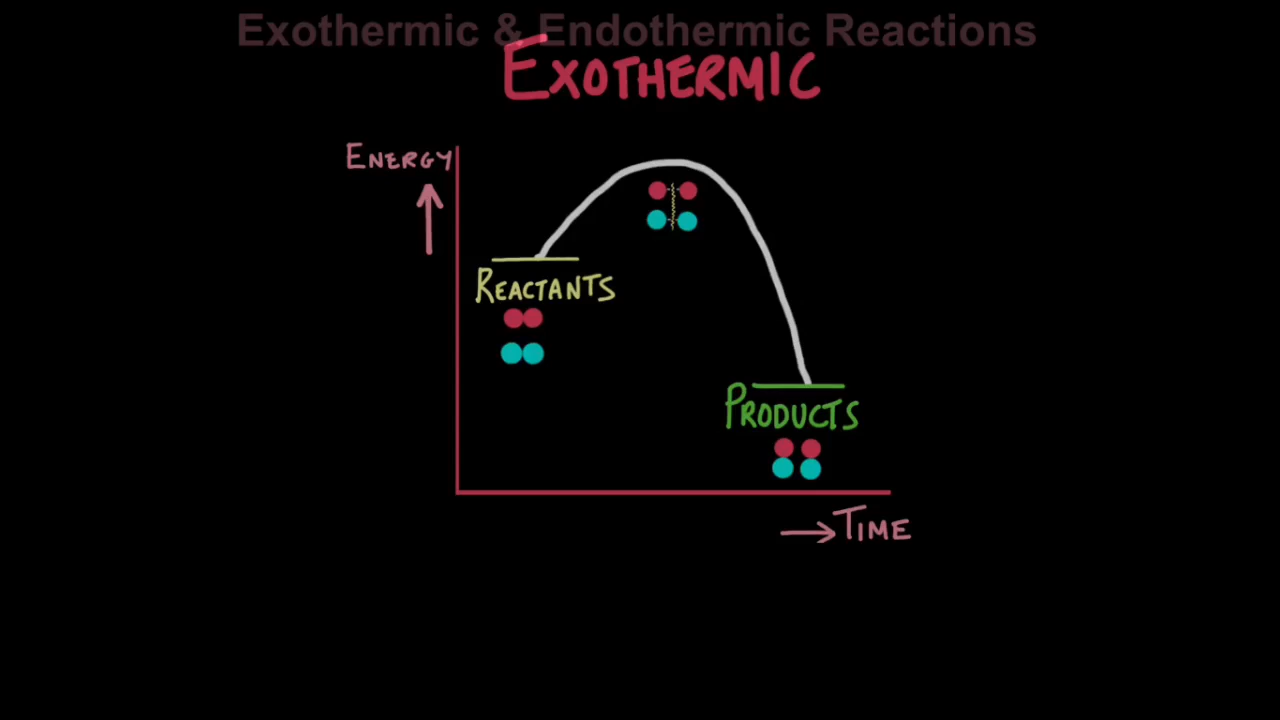 Exothermic & Endothermic Reactions
EXOTHERMIC
ENERGY
REACTANTS
PRODUCTS
TIME